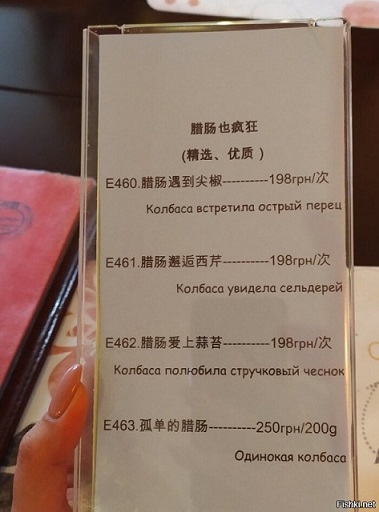 腊肠也疯狂
(精选、优质)
E460.腊肠遇到尖椒----------198грн/次
Колбаса встретила острый перец
E461.腊肠邂逅西芹----------198грн/次
Колбаса увидела сельдерей
E462.腊肠爱上蒜苔----------198грн/次
Колбаса полюбила стручковый чеснок
E463.孤单的腊肠----------250грн/200g
Одинокая колбаса
Fishki.net